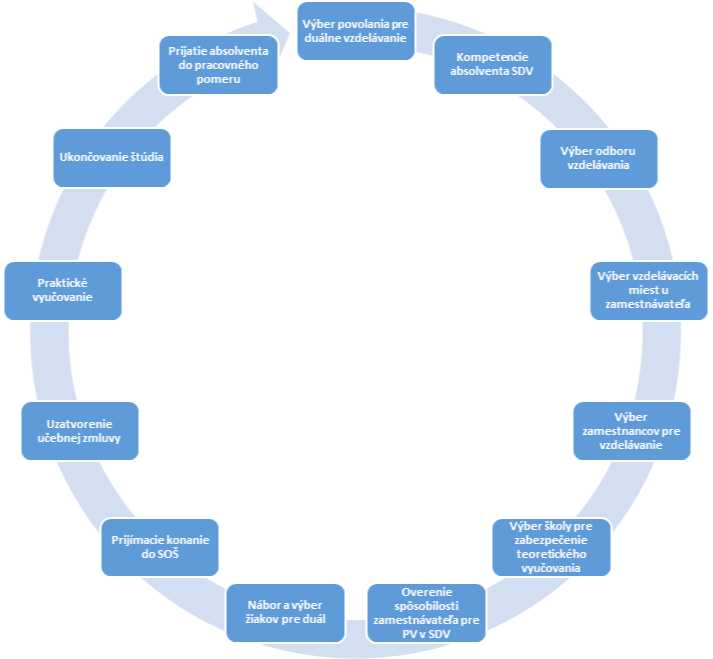 Výber povolania pre
duálne vzdelávanie
Kompetencie
absolventa SDV
Výber odboru
vzdelávania
Výber vzdelávacích
miest u
zamestnávateľa
Výber
zamestnancov pre
vzdelávanie
Výber školy pre
zabezpečenie
teoretického
vyučovania
Overenie
spôsobilosti
zamestnávateľa pre
PV v SDV
Nábor a výber
žiakov pre duál
Prijímacie konanie
do SOŠ
Uzatvorenie
učebnej zmluvy
Praktické
vyučovanie
Ukončovanie štúdia
Prijatie absolventa
do pracovného
pomeru